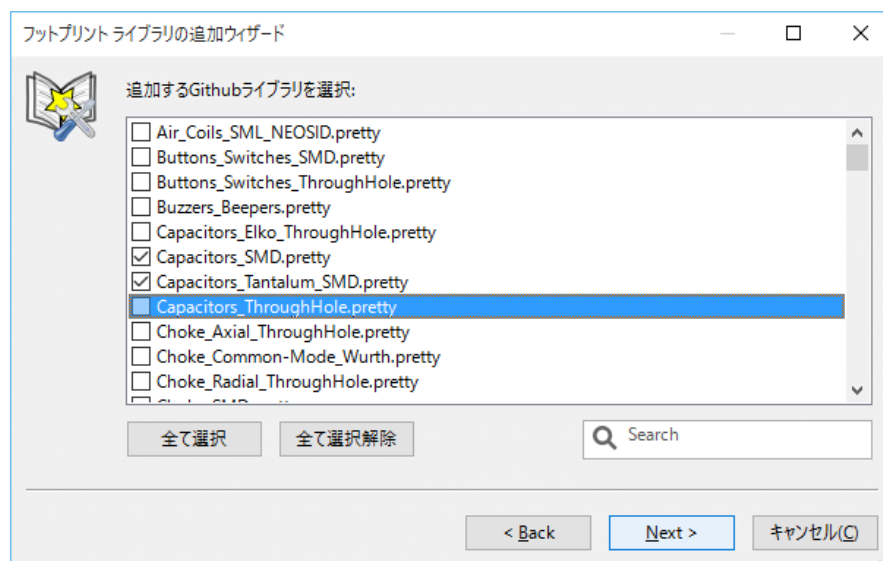 フットプリント ライブラリの追加ウィザード
追加するGithubライブラリを選択:
Air_Coils_SML_NEOSID.pretty
Buttons_Switches_SMD.pretty
Buttons_Switches_ThroughHole.pretty
Buzzers_Beepers.pretty
Capacitors_Elko_ThroughHole.pretty
Capacitors_SMD.pretty
Capacitors_Tantalum_SMD.pretty
Capacitors_ThroughHole.pretty
Choke_Axial_ThroughHole.pretty
Choke_Common-Mode_Wurth.pretty
Choke_Radial_ThroughHole.pretty
全て選択 全て選択解除 Search
< Back Next > キャンセル(C)